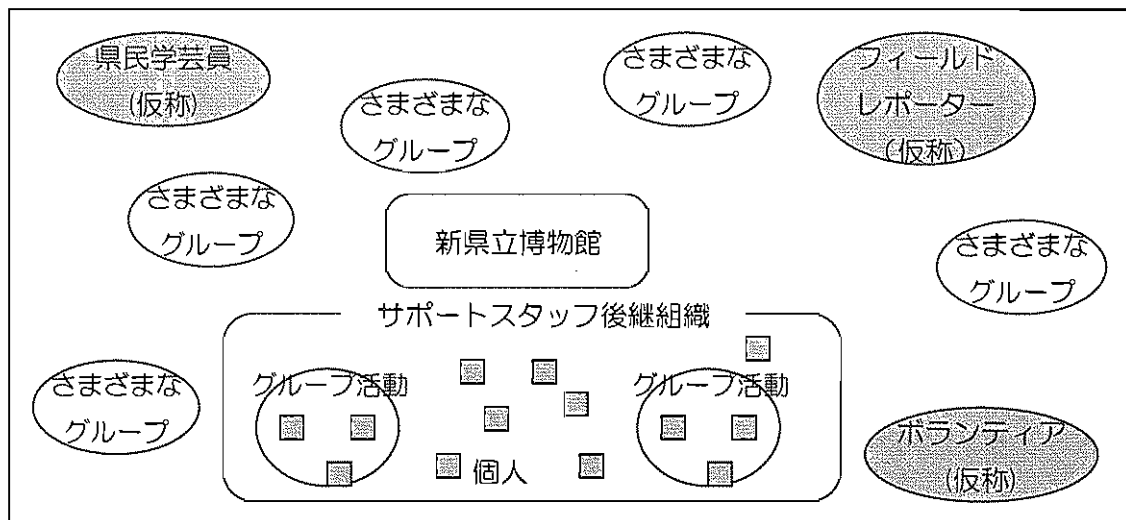 県民学芸員
(仮称)
さまざまな
グループ
さまざまな
グループ
フィールド
レポーター
(仮称)
さまざまな
グループ
新県立博物館
さまざまな
グループ
サポートスタッフ後継組織
グループ活動
グループ活動
さまざまな
グループ
個人
ボランティア
(仮称)